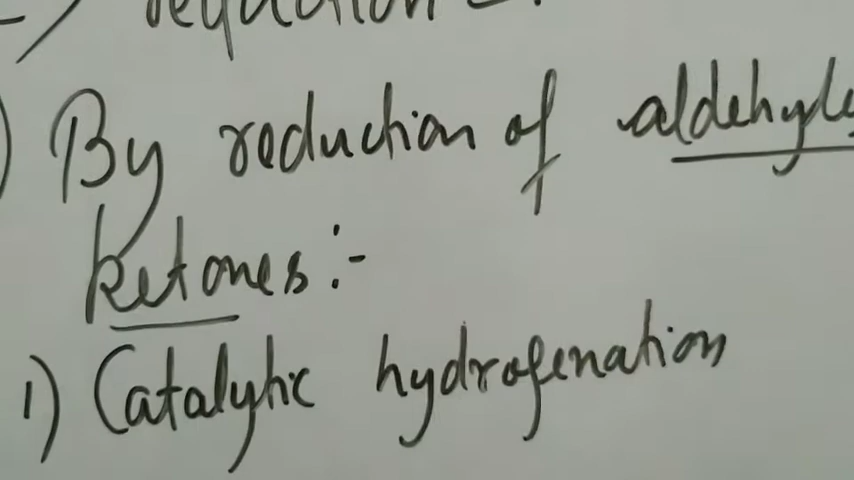 By reduction of aldehyde
ketones :-
1) Catalytic hydrogenation